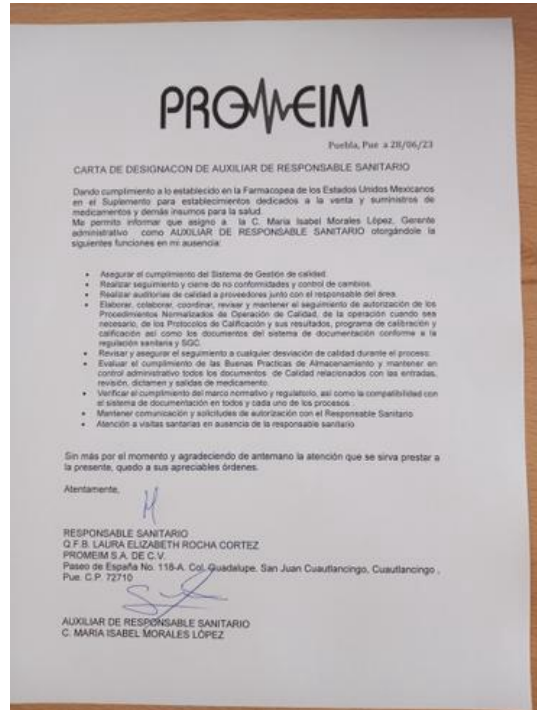 PROMEIM
Puebla, Pue a 28/06/23
CARTA DE DESIGNACON DE AUXILIAR DE RESPONSABLE SANITARIO
Dando cumplimiento a lo establecido en la Farmacopea de los Estados Unidos Mexicanos
en el Suplemento para establecimientos dedicados a la venta y suministros de
medicamentos y demás insumos para la salud.
Me permito informar que asigno a la C. Maria Isabel Morales López, Gerente
administrativo como AUXILIAR DE RESPONSABLE SANITARIO otorgándole la
siguientes funciones en mi ausencia:
• Asegurar el cumplimiento del Sistema de Gestión de calidad.
• Realizar seguimiento y cierre de no conformidades y control de cambios.
• Realizar auditorias de calidad a proveedores junto con el responsable del área.
• Elaborar, colaborar, coordinar, revisar y mantener el seguimiento de autorización de los
Procedimientos Normalizados de Operación de Calidad, de la operación cuando sea
necesario, de los Protocolos de Calificación y sus resultados, programa de calibración y
calificación así como los documentos del sistema de documentación conforme a la
regulación sanitaria y SGC.
• Revisar y asegurar el seguimiento a cualquier desviación de calidad durante el proceso.
• Evaluar el cumplimiento de las Buenas Practicas de Almacenamiento y mantener en
control administrativo todos los documentos de Calidad relacionados con las entradas,
revisión, dictamen y salidas de medicamento.
• Verificar el cumplimiento del marco normativo y regulatorio, así como la compatibilidad con
el sistema de documentación en todos y cada uno de los procesos.
• Mantener comunicación y solicitudes de autorización con el Responsable Sanitario
• Atención a visitas santarias en ausencia de la responsable sanitario
Sin más por el momento y agradeciendo de antemano la atención que se sirva prestar a
la presente, quedo a sus apreciables órdenes.
Atentamente,
RESPONSABLE SANITARIO
Q.F.B. LAURA ELIZABETH ROCHA CORTEZ
PROMEIM S.A. DE C.V.
Paseo de España No. 118-A. Col. Guadalupe. San Juan Cuautlancingo, Cuautlancingo ,
Pue. C.P. 72710
AUXILIAR DE RESPONSABLE SANITARIO
C. MARIA ISABEL MORALES LÓPEZ